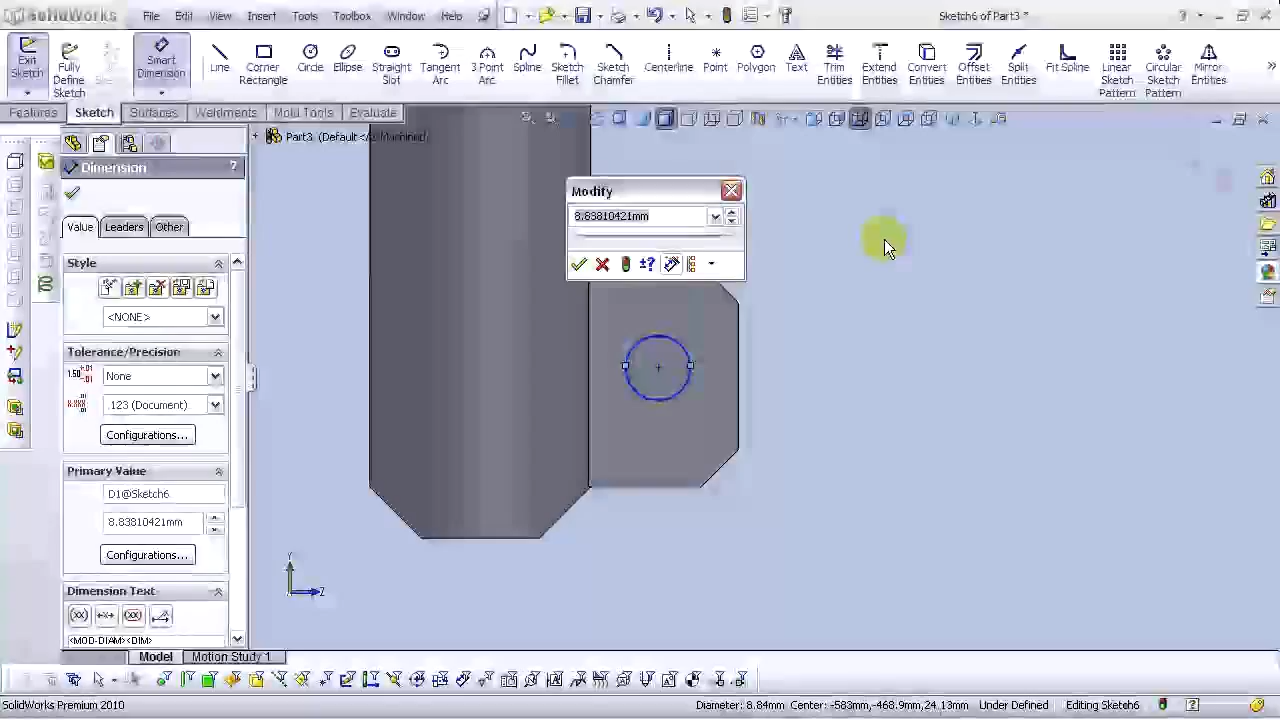 SolidWorks File Edit View Insert Tools Toolbox Window Help Sketch6 of Part3 *
Exit Sketch Fully Define Sketch Smart Dimension Line Corner Rectangle Circle Ellipse Straight Slot Tangent Arc 3 Point Arc Spline Sketch Fillet Sketch Chamfer Centerline Point Polygon Text Trim Entities Extend Entities Convert Entities Offset Entities Split Entities Fit Spline Linear Sketch Pattern Circular Sketch Pattern Mirror Entities
Features Sketch Surfaces Weldments Mold Tools Evaluate
Part3 (Default
Dimension ?
Value Leaders Other
Style
<NONE>
Tolerance/Precision
None
.123 (Document)
Configurations...
Primary Value
D1@Sketch6
8.83810421mm
Configurations...
Dimension Text
<MOD-DIAM><DIM>
Modify
8.83810421mm
Y
Z
Model Motion Study 1
SolidWorks Premium 2010 Diameter: 8.84mm Center: -583mm,-468.9mm,24.13mm Under Defined Editing Sketch6